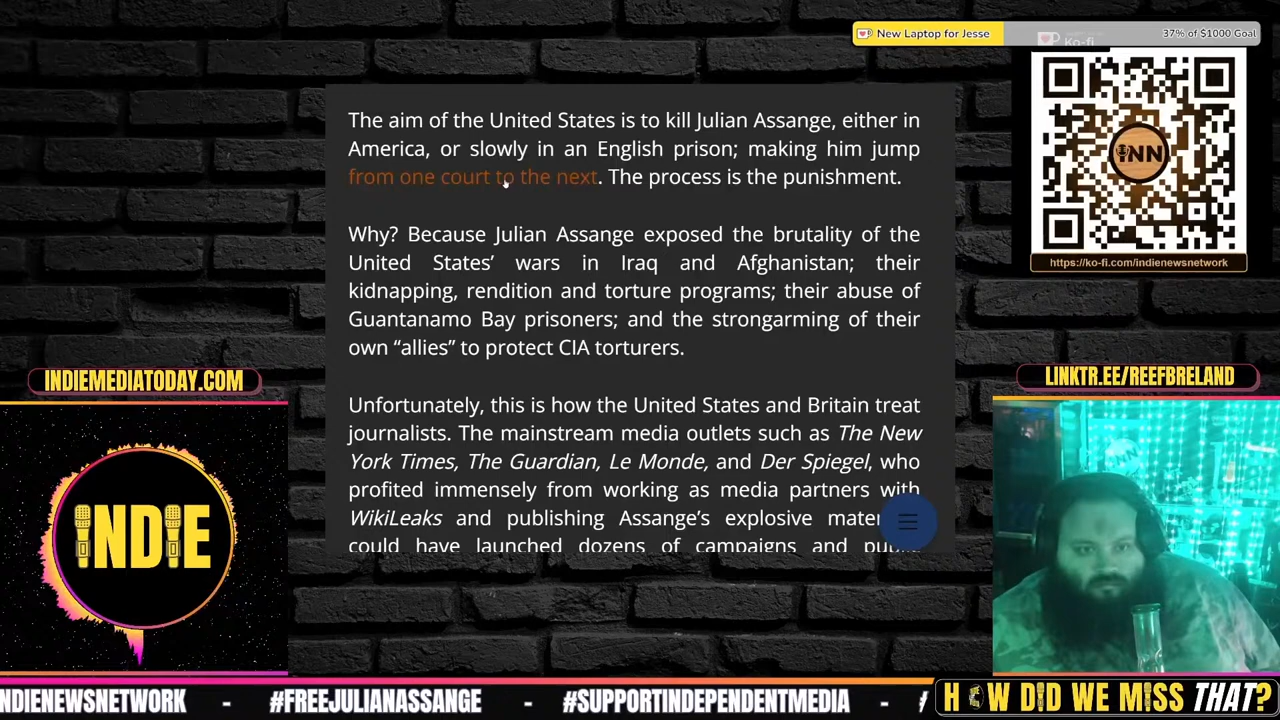 New Laptop for Jesse
37% of $1000 Goal
Ko-fi
INN
https://ko-fi.com/indienewsnetwork
The aim of the United States is to kill Julian Assange, either in
America, or slowly in an English prison; making him jump
from one court to the next. The process is the punishment.
Why? Because Julian Assange exposed the brutality of the
United States’ wars in Iraq and Afghanistan; their
kidnapping, rendition and torture programs; their abuse of
Guantanamo Bay prisoners; and the strongarming of their
own “allies” to protect CIA torturers.
Unfortunately, this is how the United States and Britain treat
journalists. The mainstream media outlets such as The New
York Times, The Guardian, Le Monde, and Der Spiegel, who
profited immensely from working as media partners with
WikiLeaks and publishing Assange’s explosive
could have launched dozens of campaigns and
INDIEMEDIATODAY.COM
INDIE
LINKTR.EE/REEFBRELAND
NDIENEWSNETWORK - #FREEJULIANASSANGE - #SUPPORTINDEPENDENTMEDIA -
HOW DID WE MISS THAT?